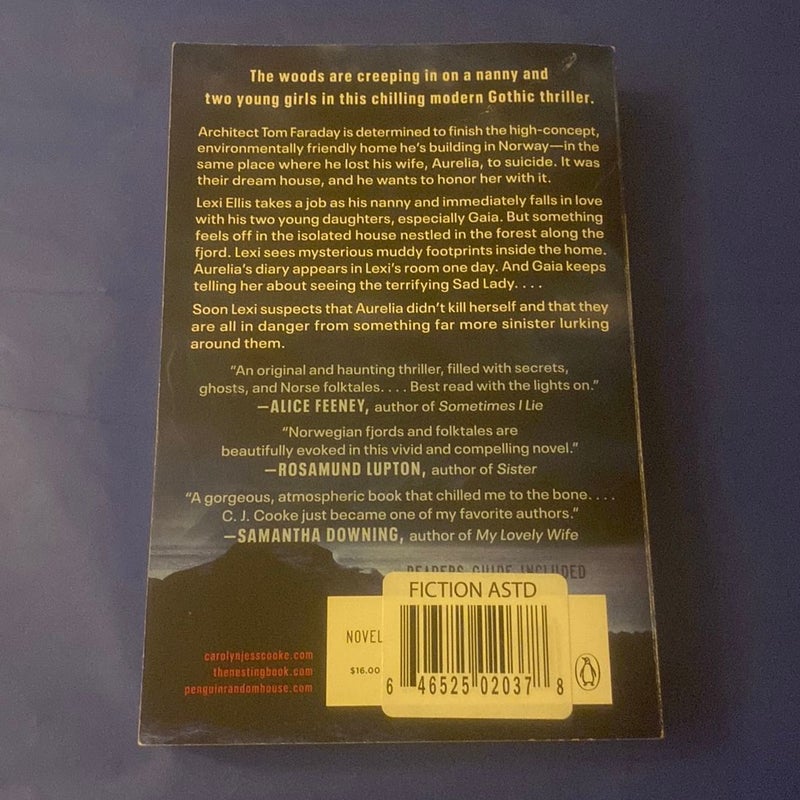 The woods are creeping in on a nanny and
two young girls in this chilling modern Gothic thriller.
Architect Tom Faraday is determined to finish the high-concept,
environmentally friendly home he's building in Norway—in the
same place where he lost his wife, Aurelia, to suicide. It was
their dream house, and he wants to honor her with it.
Lexi Ellis takes a job as his nanny and immediately falls in love
with his two young daughters, especially Gaia. But something
feels off in the isolated house nestled in the forest along the
fjord. Lexi sees mysterious muddy footprints inside the home.
Aurelia's diary appears in Lexi's room one day. And Gaia keeps
telling her about seeing the terrifying Sad Lady. . . .
Soon Lexi suspects that Aurelia didn't kill herself and that they
are all in danger from something far more sinister lurking
around them.
“An original and haunting thriller, filled with secrets,
ghosts, and Norse folktales. . . . Best read with the lights on.”
—ALICE FEENEY, author of Sometimes I Lie
“Norwegian fjords and folktales are
beautifully evoked in this vivid and compelling novel.”
—ROSAMUND LUPTON, author of Sister
“A gorgeous, atmospheric book that chilled me to the bone. . . .
C. J. Cooke just became one of my favorite authors.”
—SAMANTHA DOWNING, author of My Lovely Wife
READERS GUIDE INCLUDED
FICTION ASTD
NOVEL
$16.00
6 46525 02037 8
carolynjesscooke.com
thenestingbook.com
penguinrandomhouse.com